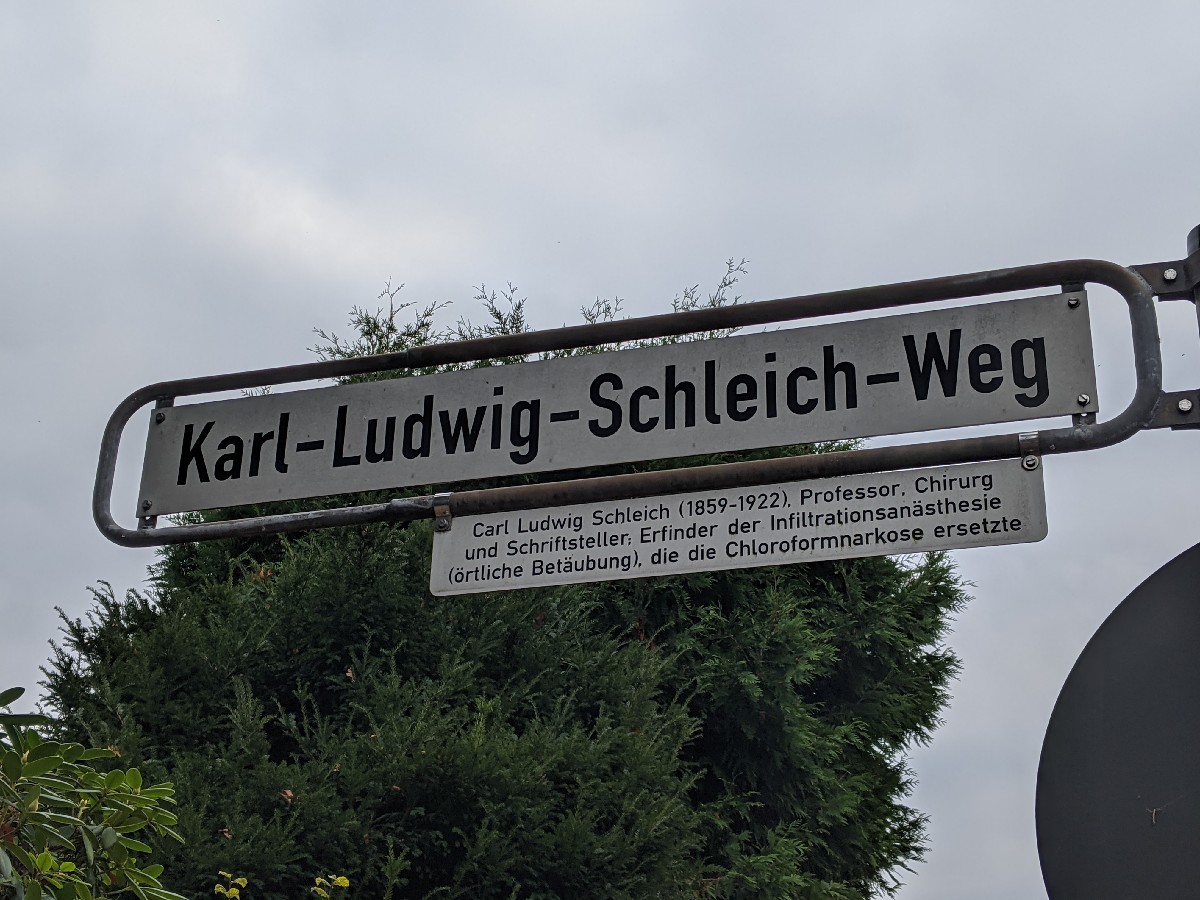 Karl-Ludwig-Schleich-Weg
Carl Ludwig Schleich (1859-1922), Professor, Chirurg
und Schriftsteller; Erfinder der Infiltrationsanästhesie
(örtliche Betäubung), die die Chloroformnarkose ersetzte